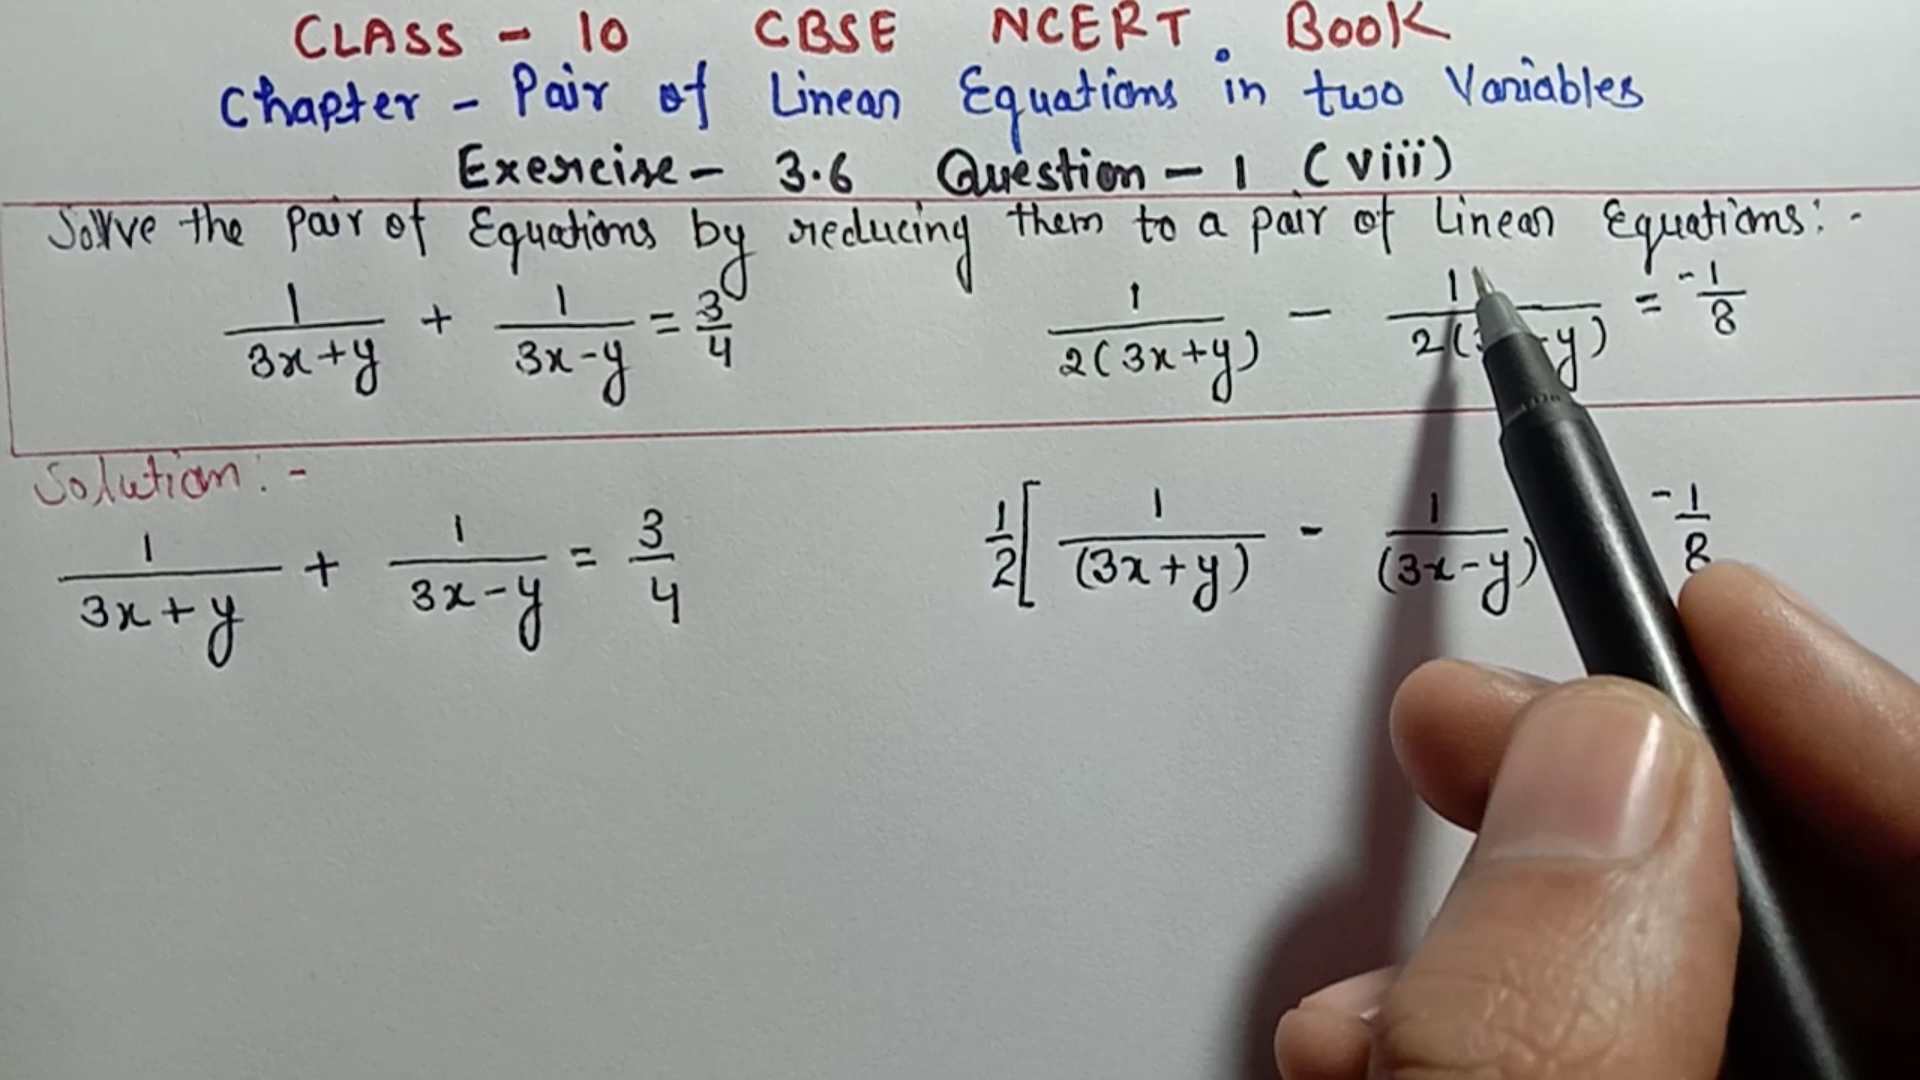 CLASS - 10 CBSE NCERT Book
Chapter - Pair of Linear Equations in two Variables
Exercise - 3.6 Question - 1 (viii)
Solve the pair of Equations by reducing them to a pair of Linear Equations:-
1/(3x+y) + 1/(3x-y) = 3/4 1/2(3x+y) - 1/2( -y) = -1/8
Solution:-
1/(3x+y) + 1/(3x-y) = 3/4 1/2[ 1/(3x+y) - 1/(3x-y) -1/8